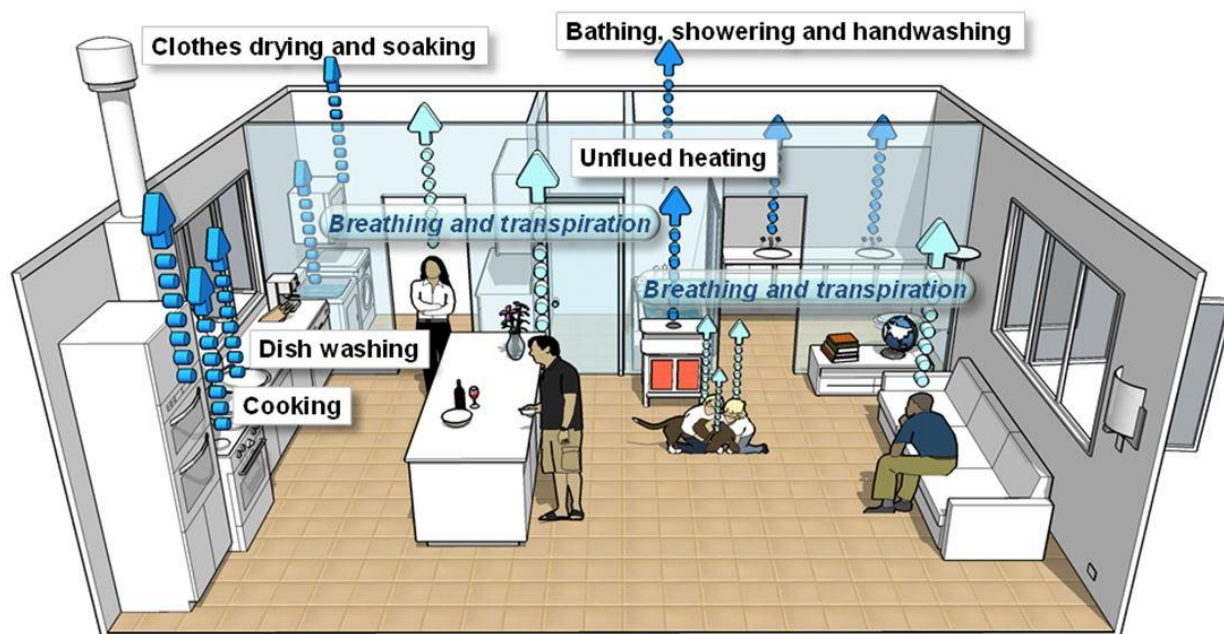 Bathing, showering and handwashing
Clothes drying and soaking
Unflued heating
Breathing and transpiration
Breathing and transpiration
Dish washing
Cooking